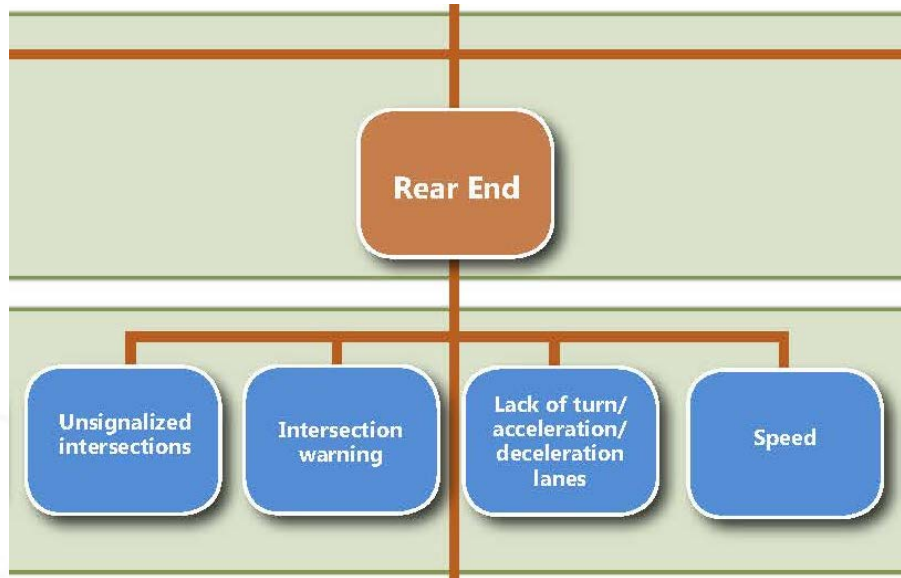 Rear End
Unsignalized
intersections
Intersection
warning
Lack of turn/
acceleration/
deceleration
lanes
Speed